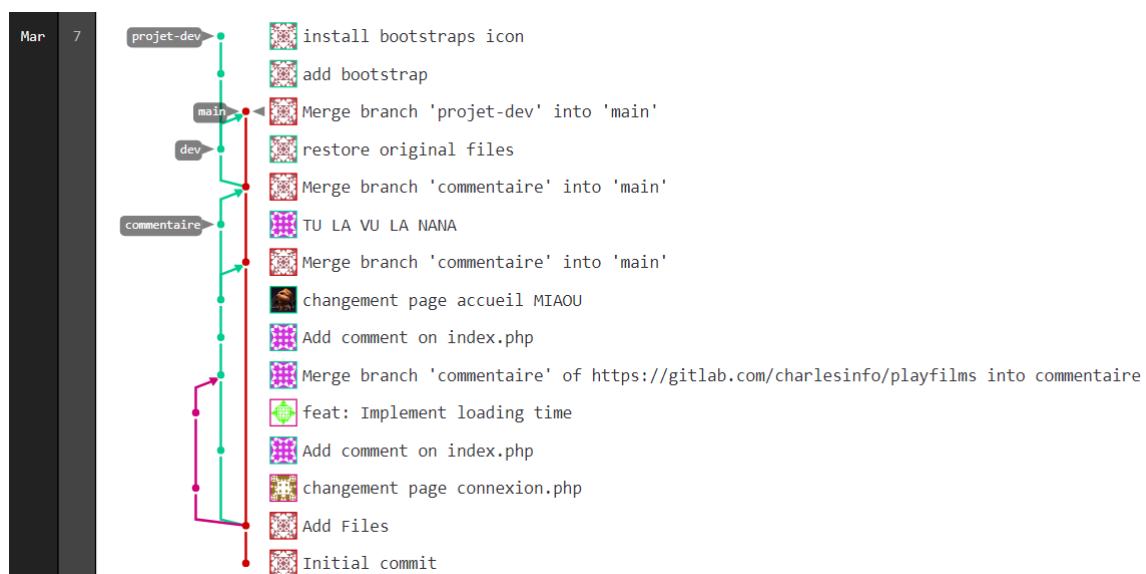 Mar 7 projet-dev install bootstraps icon
add bootstrap
main Merge branch 'projet-dev' into 'main'
dev restore original files
Merge branch 'commentaire' into 'main'
commentaire TU LA VU LA NANA
Merge branch 'commentaire' into 'main'
changement page accueil MIAOU
Add comment on index.php
Merge branch 'commentaire' of https://gitlab.com/charlesinfo/playfilms into commentaire
feat: Implement loading time
Add comment on index.php
changement page connexion.php
Add Files
Initial commit